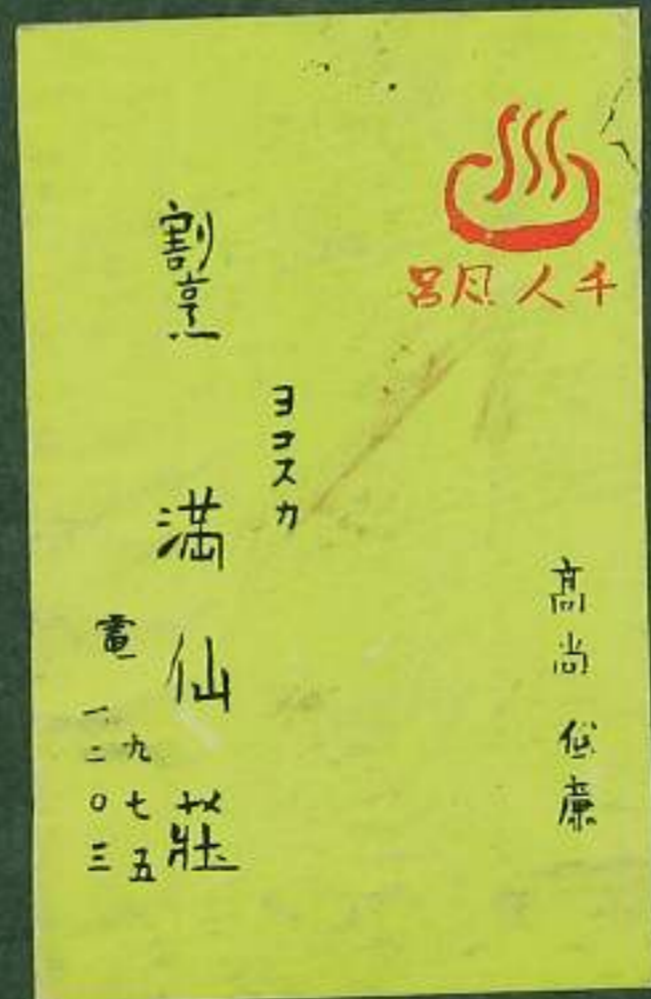 千人風呂
高尚 低廉
ヨコスカ
割烹 満仙荘
電 九七五
一二〇三